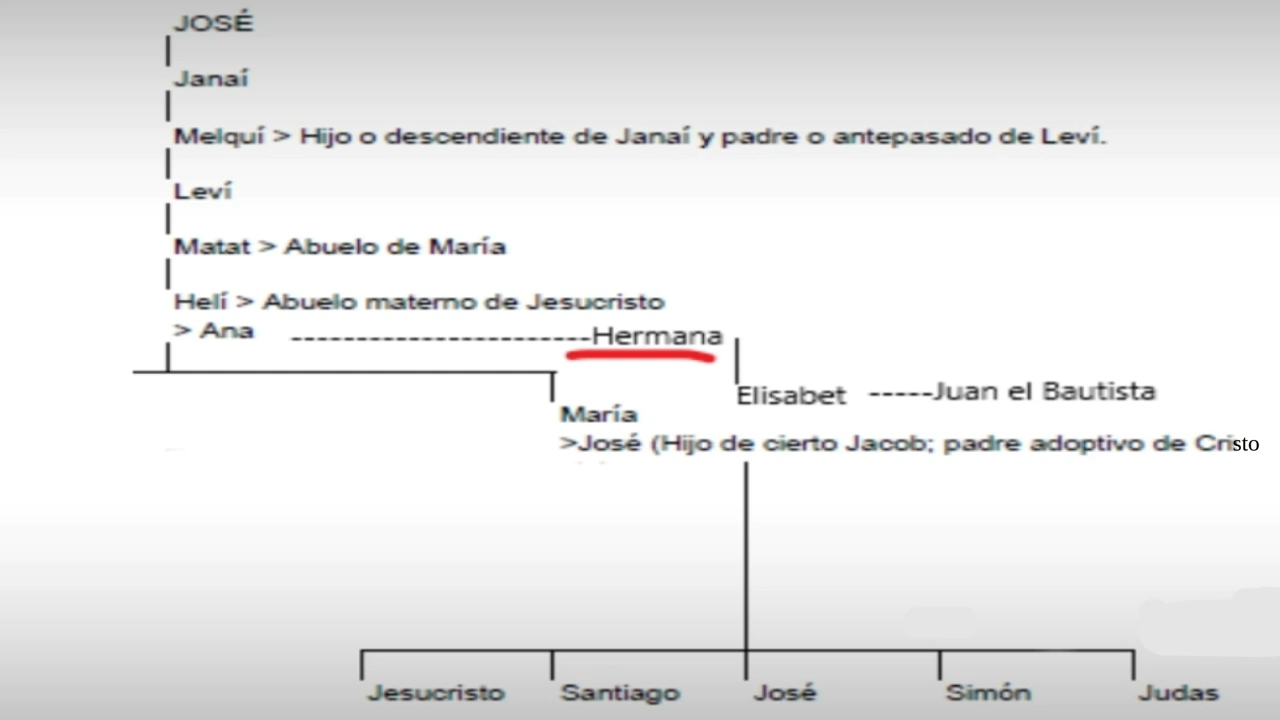 JOSÉ
Janaí
Melquí > Hijo o descendiente de Janaí y padre o antepasado de Leví.
Leví
Matat > Abuelo de María
Helí > Abuelo materno de Jesucristo
> Ana -----------------------Hermana
Elisabet -----Juan el Bautista
María
>José (Hijo de cierto Jacob; padre adoptivo de Cristo
Jesucristo Santiago José Simón Judas